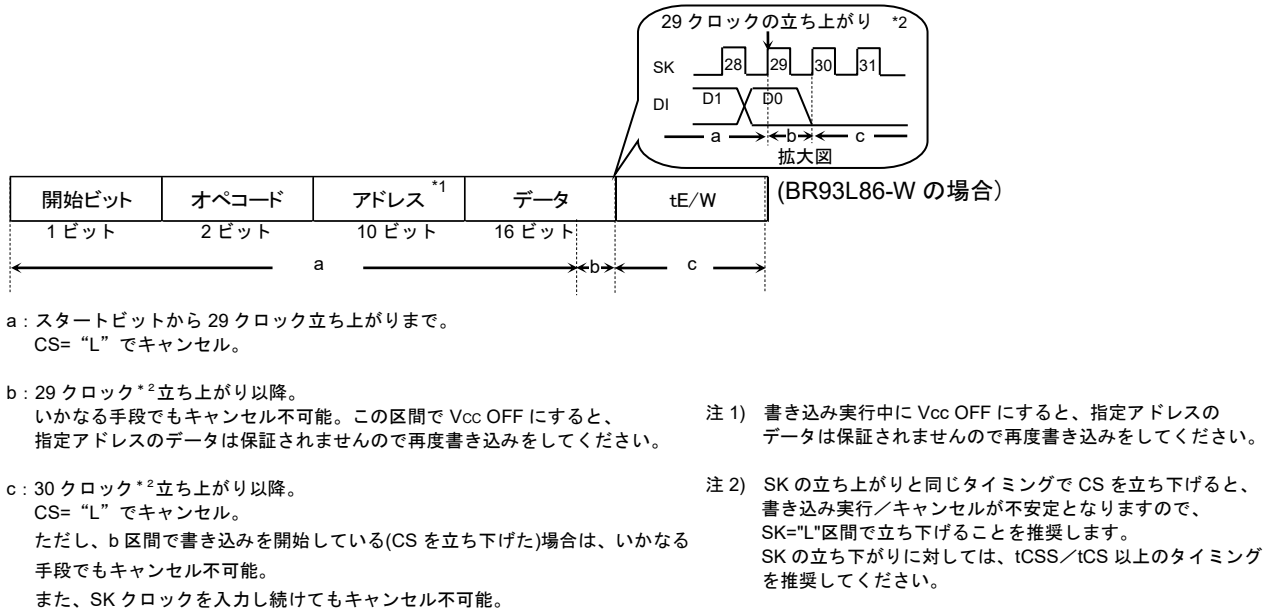 29 クロックの立ち上がり *2
SK 28 29 30 31
DI D1 D0
a b c
拡大図
開始ビット オペコード アドレス*1 データ tE/W (BR93L86-W の場合)
1 ビット 2 ビット 10 ビット 16 ビット
a b c
a：スタートビットから 29 クロック立ち上がりまで。
CS= “L” でキャンセル。
b：29 クロック*2立ち上がり以降。
いかなる手段でもキャンセル不可能。この区間で Vcc OFF にすると、
指定アドレスのデータは保証されませんので再度書き込みをしてください。
c：30 クロック*2立ち上がり以降。
CS= “L” でキャンセル。
ただし、b 区間で書き込みを開始している(CS を立ち下げた)場合は、いかなる
手段でもキャンセル不可能。
また、SK クロックを入力し続けてもキャンセル不可能。
注 1) 書き込み実行中に Vcc OFF にすると、指定アドレスの
データは保証されませんので再度書き込みをしてください。
注 2) SK の立ち上がりと同じタイミングで CS を立ち下げると、
書き込み実行／キャンセルが不安定となりますので、
SK="L"区間で立ち下げることを推奨します。
SK の立ち下がりに対しては、tCSS／tCS 以上のタイミング
を推奨してください。